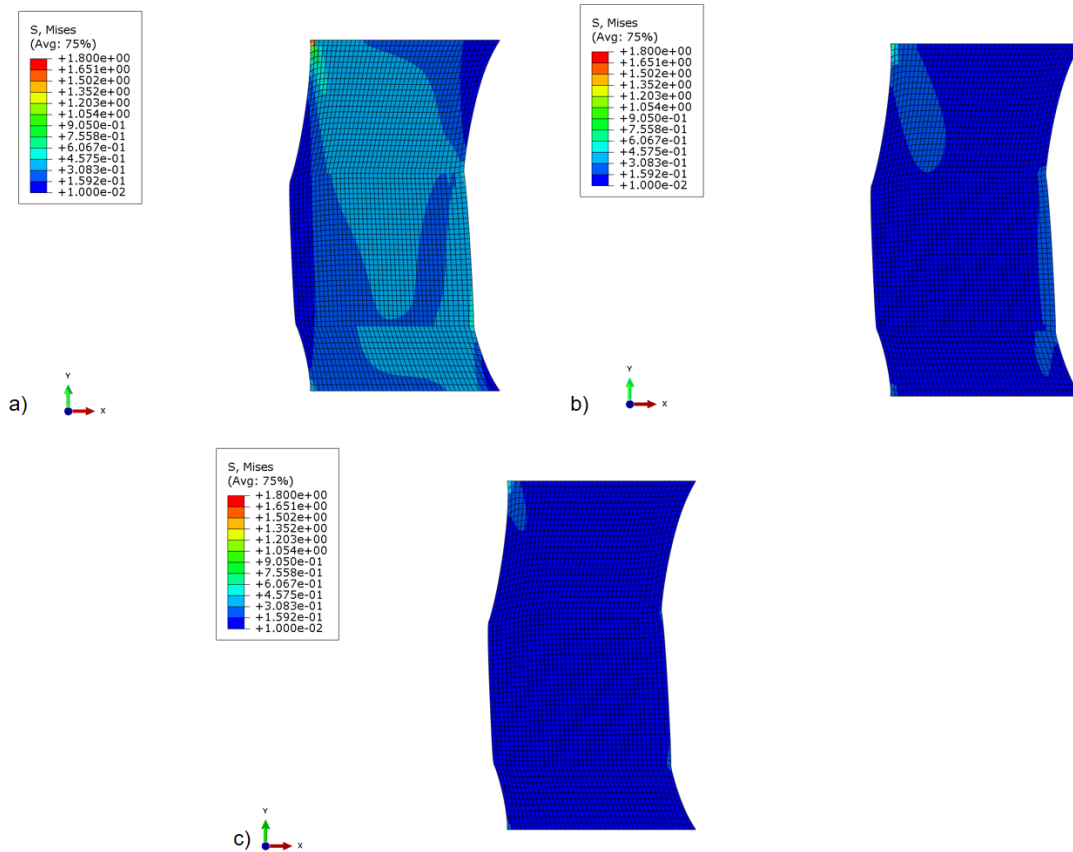 S, Mises
(Avg: 75%)
+1.800e+00
+1.651e+00
+1.502e+00
+1.352e+00
+1.203e+00
+1.054e+00
+9.050e-01
+7.558e-01
+6.067e-01
+4.575e-01
+3.083e-01
+1.592e-01
+1.000e-02
Y
X
a)
S, Mises
(Avg: 75%)
+1.800e+00
+1.651e+00
+1.502e+00
+1.352e+00
+1.203e+00
+1.054e+00
+9.050e-01
+7.558e-01
+6.067e-01
+4.575e-01
+3.083e-01
+1.592e-01
+1.000e-02
Y
X
b)
S, Mises
(Avg: 75%)
+1.800e+00
+1.651e+00
+1.502e+00
+1.352e+00
+1.203e+00
+1.054e+00
+9.050e-01
+7.558e-01
+6.067e-01
+4.575e-01
+3.083e-01
+1.592e-01
+1.000e-02
Y
X
c)